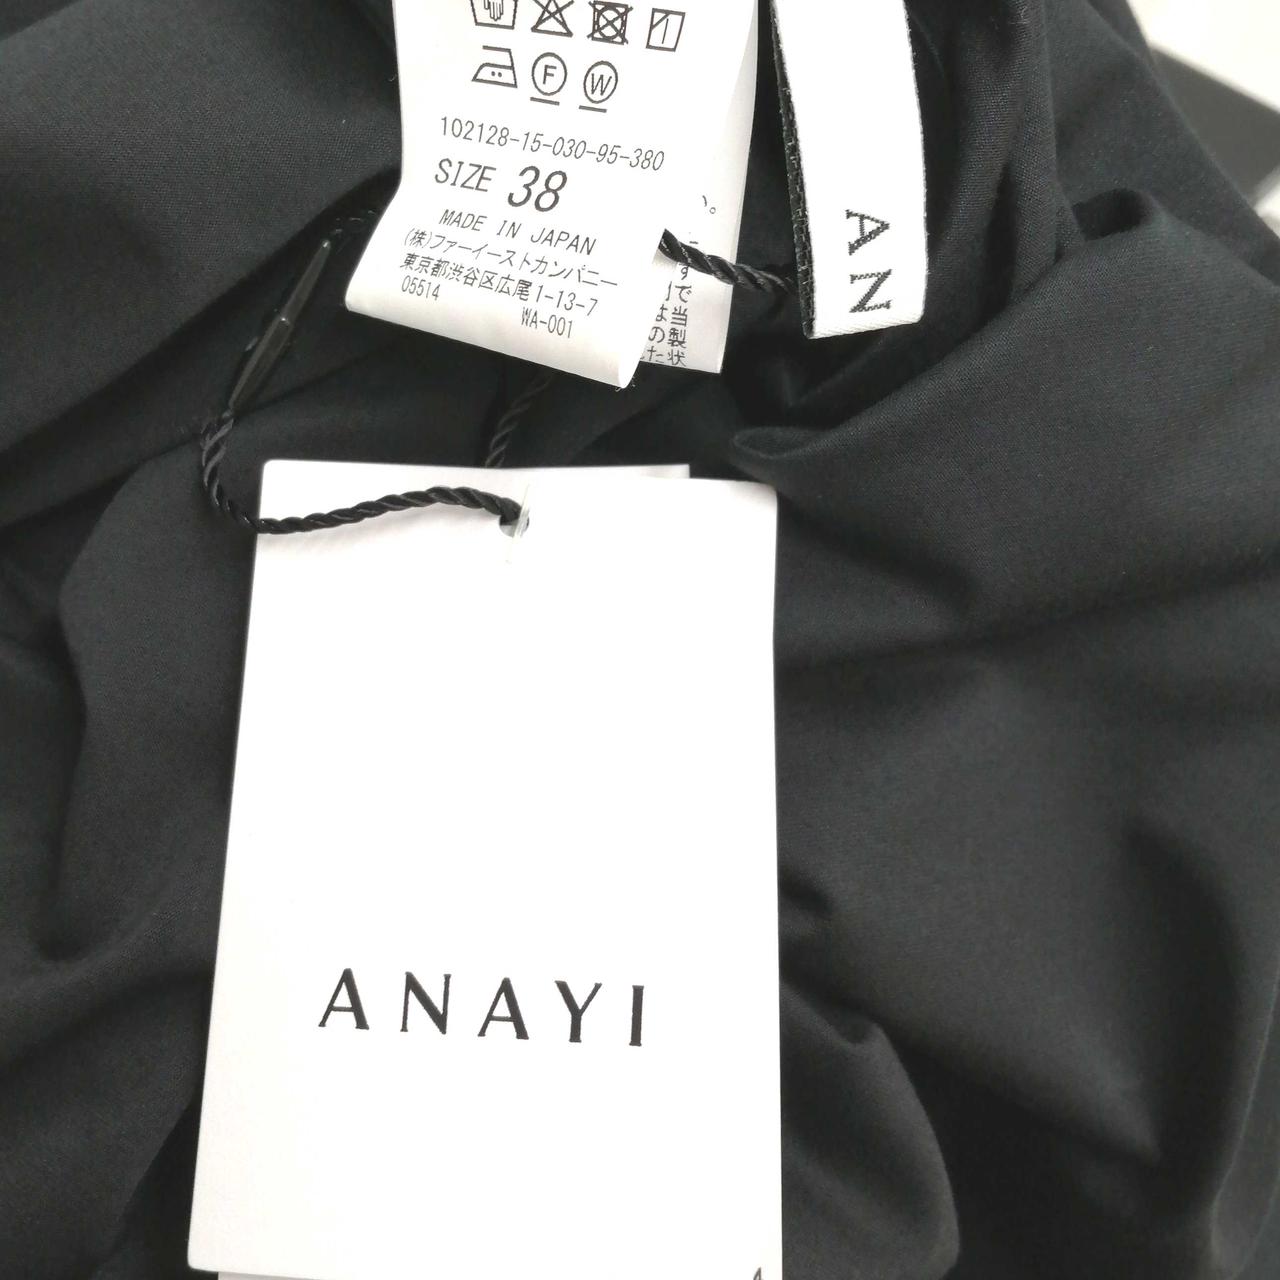 102128-15-030-95-380
SIZE 38
MADE IN JAPAN
(株)ファーイーストカンパニー
東京都渋谷区広尾1-13-7
05514
WA-001
F
W
AN
ANAYI